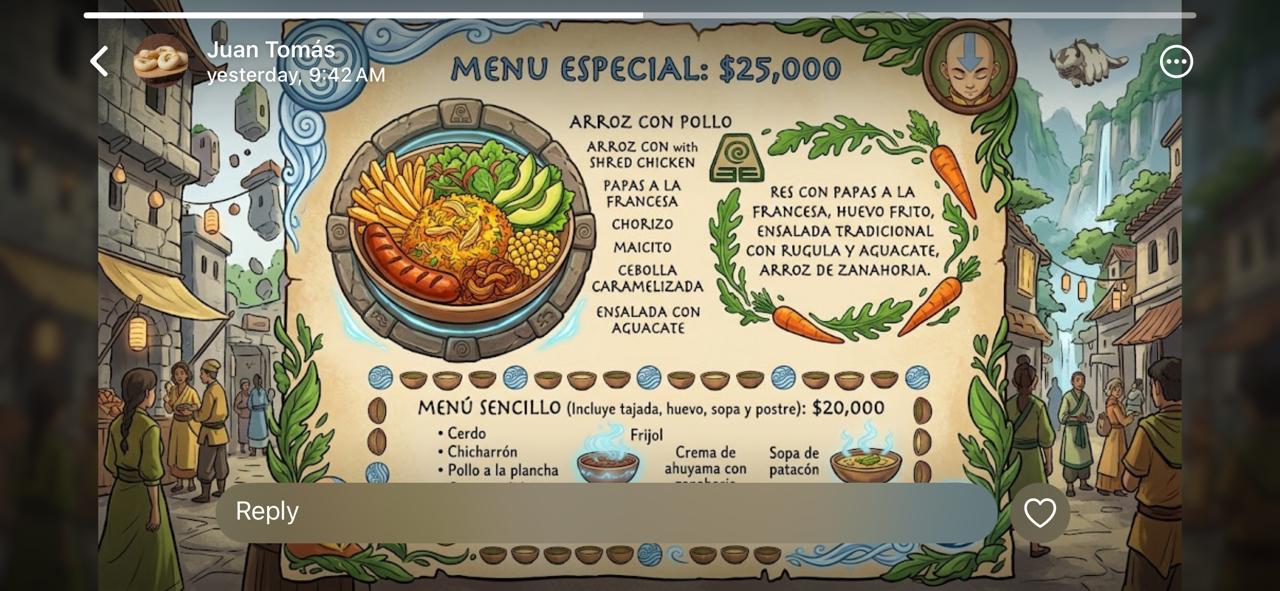 Juan Tomás
yesterday, 9:42 AM
MENU ESPECIAL: $25,000
ARROZ CON POLLO
ARROZ CON with
SHRED CHICKEN
PAPAS A LA
FRANCESA
CHORIZO
MAICITO
CEBOLLA
CARAMELIZADA
ENSALADA CON
AGUACATE
RES CON PAPAS A LA
FRANCESA, HUEVO FRITO,
ENSALADA TRADICIONAL
CON RUGULA Y AGUACATE,
ARROZ DE ZANAHORIA.
MENÚ SENCILLO (Incluye tajada, huevo, sopa y postre): $20,000
• Cerdo
• Chicharrón
• Pollo a la plancha
Frijol
Crema de
ahuyama con
Sopa de
patacón
Reply